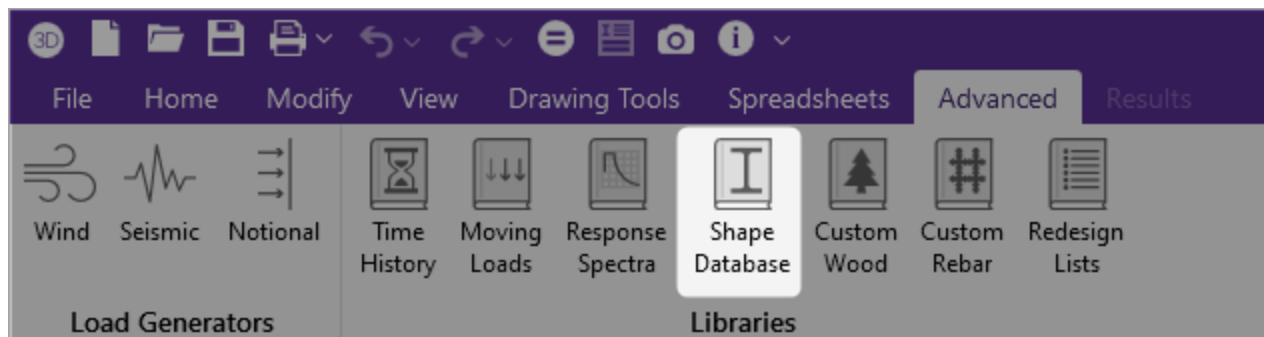 3D
File Home Modify View Drawing Tools Spreadsheets Advanced Results
Wind Seismic Notional Time History Moving Loads Response Spectra Shape Database Custom Wood Custom Rebar Redesign Lists
Load Generators Libraries